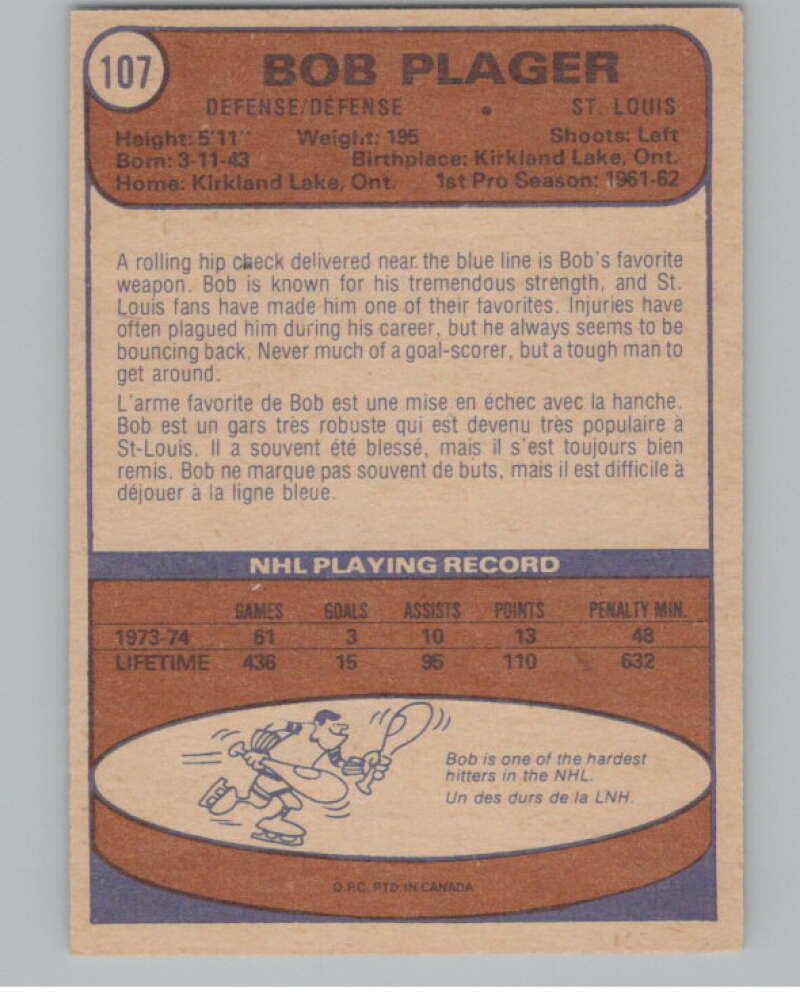 107
BOB PLAGER
DEFENSE/DÉFENSE • ST. LOUIS
Height: 5'11" Weight: 195 Shoots: Left
Born: 3-11-43 Birthplace: Kirkland Lake, Ont.
Home: Kirkland Lake, Ont. 1st Pro Season: 1961-62
A rolling hip check delivered near the blue line is Bob's favorite
weapon. Bob is known for his tremendous strength, and St.
Louis fans have made him one of their favorites. Injuries have
often plagued him during his career, but he always seems to be
bouncing back. Never much of a goal-scorer, but a tough man to
get around.
L'arme favorite de Bob est une mise en échec avec la hanche.
Bob est un gars très robuste qui est devenu très populaire à
St-Louis. Il a souvent été blessé, mais il s'est toujours bien
remis. Bob ne marque pas souvent de buts, mais il est difficile à
déjouer à la ligne bleue.
NHL PLAYING RECORD
GAMES GOALS ASSISTS POINTS PENALTY MIN.
1973-74 61 3 10 13 48
LIFETIME 436 15 95 110 632
Bob is one of the hardest
hitters in the NHL.
Un des durs de la LNH.
O.P.C. PTD. IN CANADA